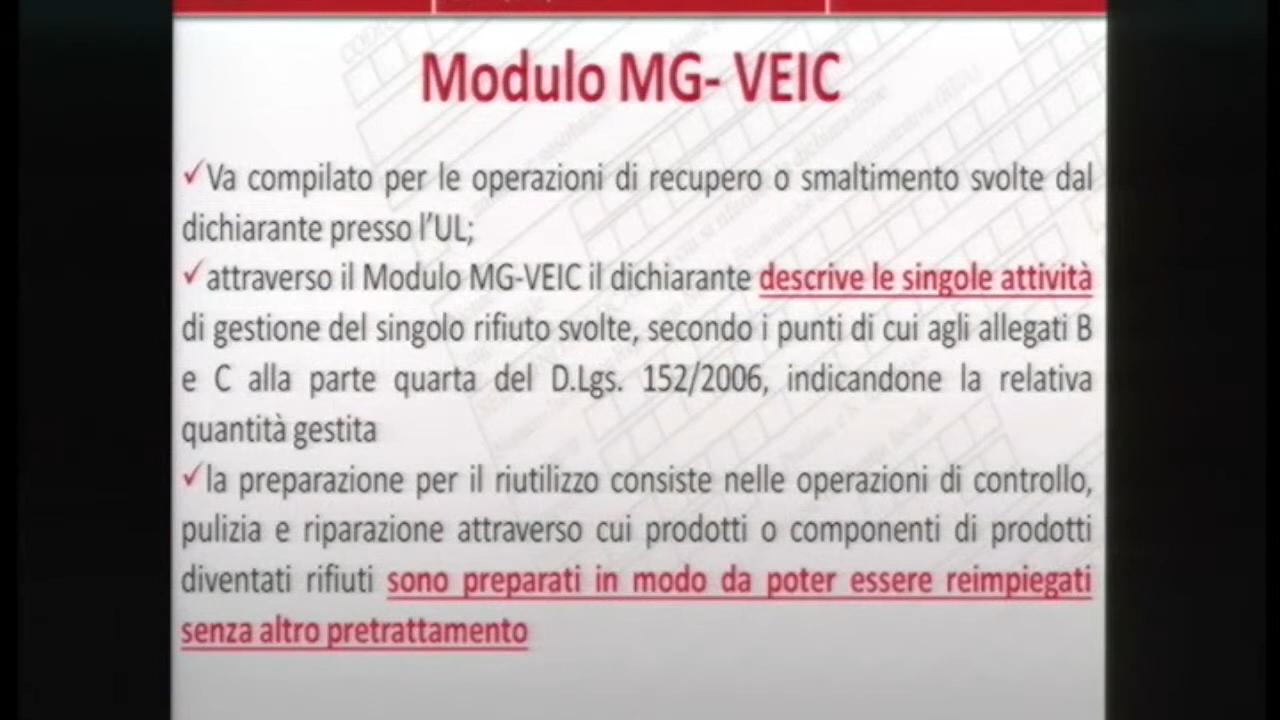 Modulo MG- VEIC
✓Va compilato per le operazioni di recupero o smaltimento svolte dal
dichiarante presso l'UL;
✓attraverso il Modulo MG-VEIC il dichiarante descrive le singole attività
di gestione del singolo rifiuto svolte, secondo i punti di cui agli allegati B
e C alla parte quarta del D.Lgs. 152/2006, indicandone la relativa
quantità gestita
✓la preparazione per il riutilizzo consiste nelle operazioni di controllo,
pulizia e riparazione attraverso cui prodotti o componenti di prodotti
diventati rifiuti sono preparati in modo da poter essere reimpiegati
senza altro pretrattamento